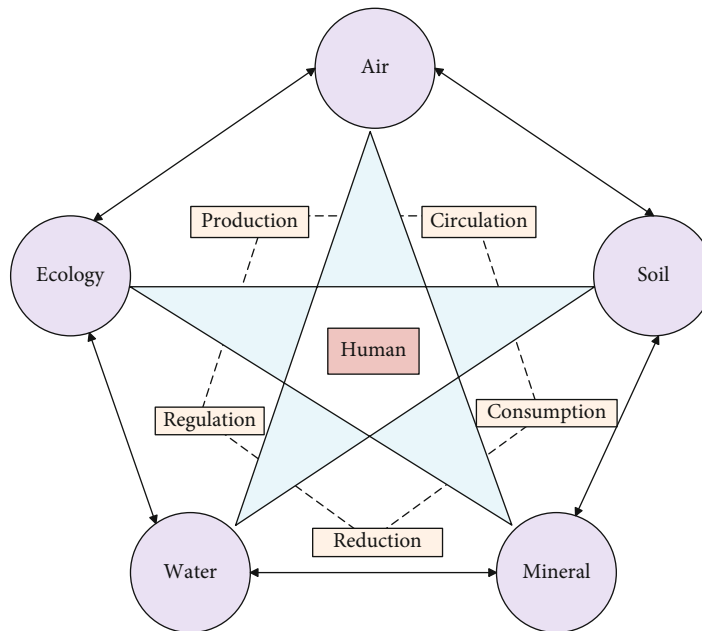 Air
Production
Circulation
Ecology
Soil
Human
Regulation
Consumption
Reduction
Water
Mineral